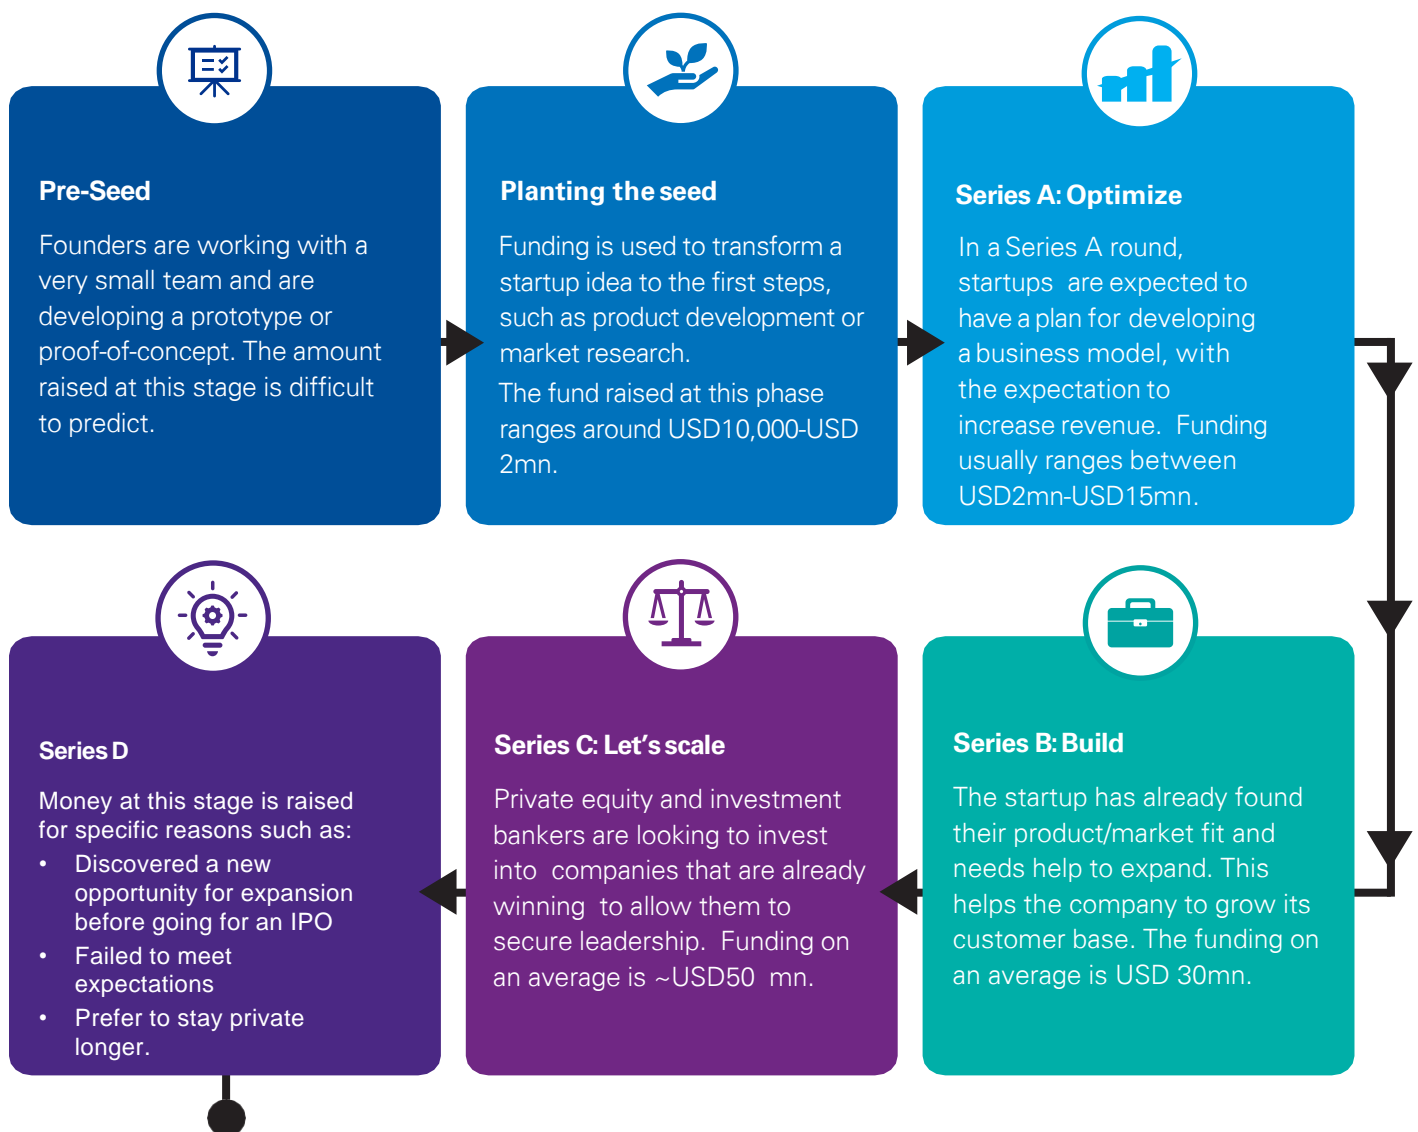 Pre-Seed
Founders are working with a
very small team and are
developing a prototype or
proof-of-concept. The amount
raised at this stage is difficult
to predict.
Planting the seed
Funding is used to transform a
startup idea to the first steps,
such as product development or
market research.
The fund raised at this phase
ranges around USD10,000-USD
2mn.
Series A: Optimize
In a Series A round,
startups are expected to
have a plan for developing
a business model, with
the expectation to
increase revenue. Funding
usually ranges between
USD2mn-USD15mn.
Series B: Build
The startup has already found
their product/market fit and
needs help to expand. This
helps the company to grow its
customer base. The funding on
an average is USD 30mn.
Series C: Let's scale
Private equity and investment
bankers are looking to invest
into companies that are already
winning to allow them to
secure leadership. Funding on
an average is ~USD50 mn.
Series D
Money at this stage is raised
for specific reasons such as:
• Discovered a new
opportunity for expansion
before going for an IPO
• Failed to meet
expectations
• Prefer to stay private
longer.